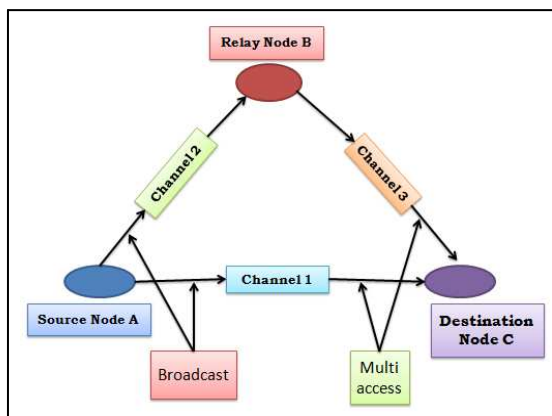 Relay Node B
Channel 2
Channel 3
Channel 1
Source Node A
Destination
Node C
Broadcast
Multi
access